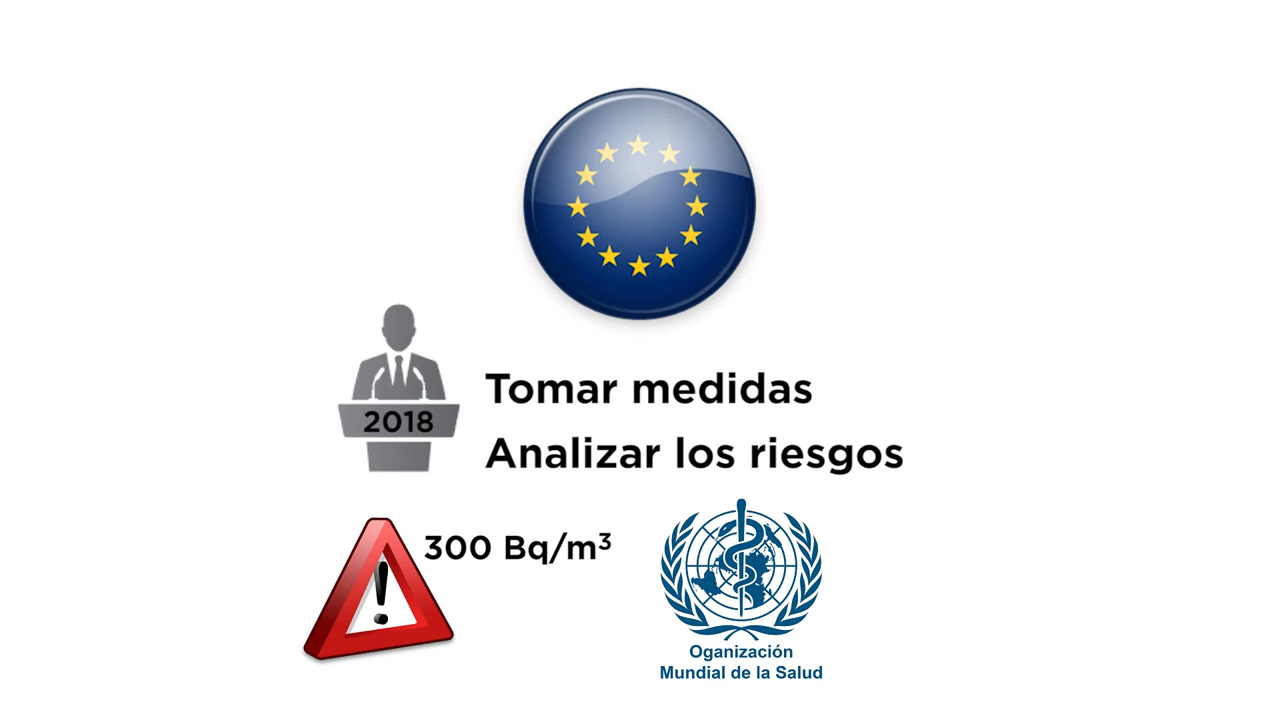 2018
Tomar medidas
Analizar los riesgos
300 Bq/m³
Oganización
Mundial de la Salud